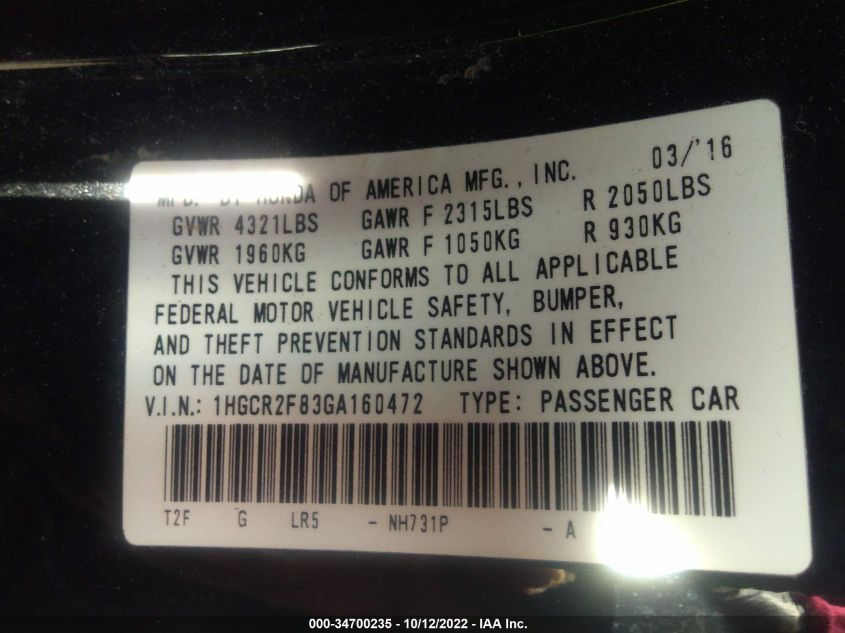 03/'16
MFD. BY HONDA OF AMERICA MFG., INC.
GVWR 4321LBS GAWR F 2315LBS R 2050LBS
GVWR 1960KG GAWR F 1050KG R 930KG
THIS VEHICLE CONFORMS TO ALL APPLICABLE
FEDERAL MOTOR VEHICLE SAFETY, BUMPER,
AND THEFT PREVENTION STANDARDS IN EFFECT
ON THE DATE OF MANUFACTURE SHOWN ABOVE.
V.I.N.: 1HGCR2F83GA160472 TYPE: PASSENGER CAR
T2F G LR5 - NH731P - A
000-34700235 - 10/12/2022 - IAA Inc.